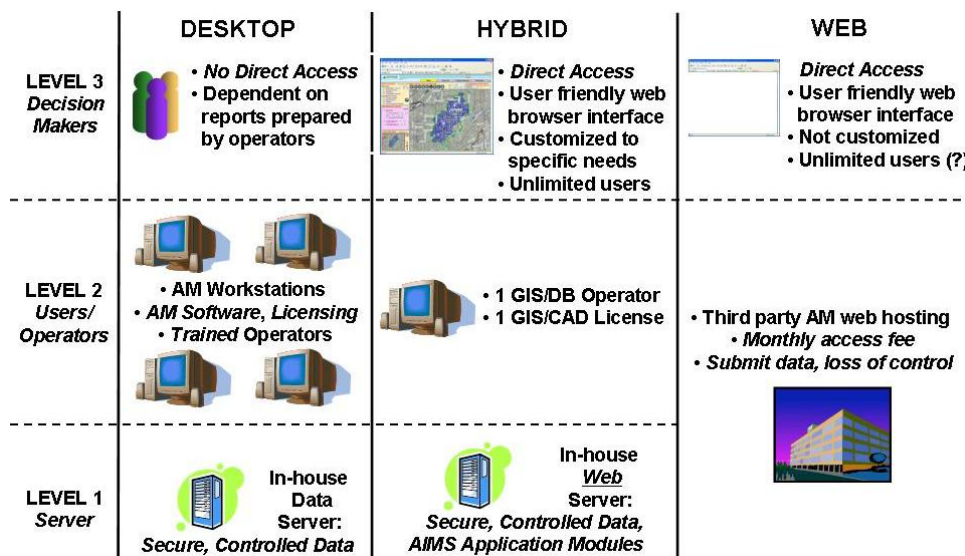 DESKTOP
HYBRID
WEB
LEVEL 3
Decision
Makers
• No Direct Access
• Dependent on
reports prepared
by operators
• Direct Access
• User friendly web
browser interface
• Customized to
specific needs
• Unlimited users
Direct Access
• User friendly web
browser interface
• Not customized
• Unlimited users (?)
LEVEL 2
Users/
Operators
• AM Workstations
• AM Software, Licensing
• Trained Operators
• 1 GIS/DB Operator
• 1 GIS/CAD License
• Third party AM web hosting
• Monthly access fee
• Submit data, loss of control
LEVEL 1
Server
In-house
Data
Server:
Secure, Controlled Data
In-house
Web
Server:
Secure, Controlled Data,
AIMS Application Modules